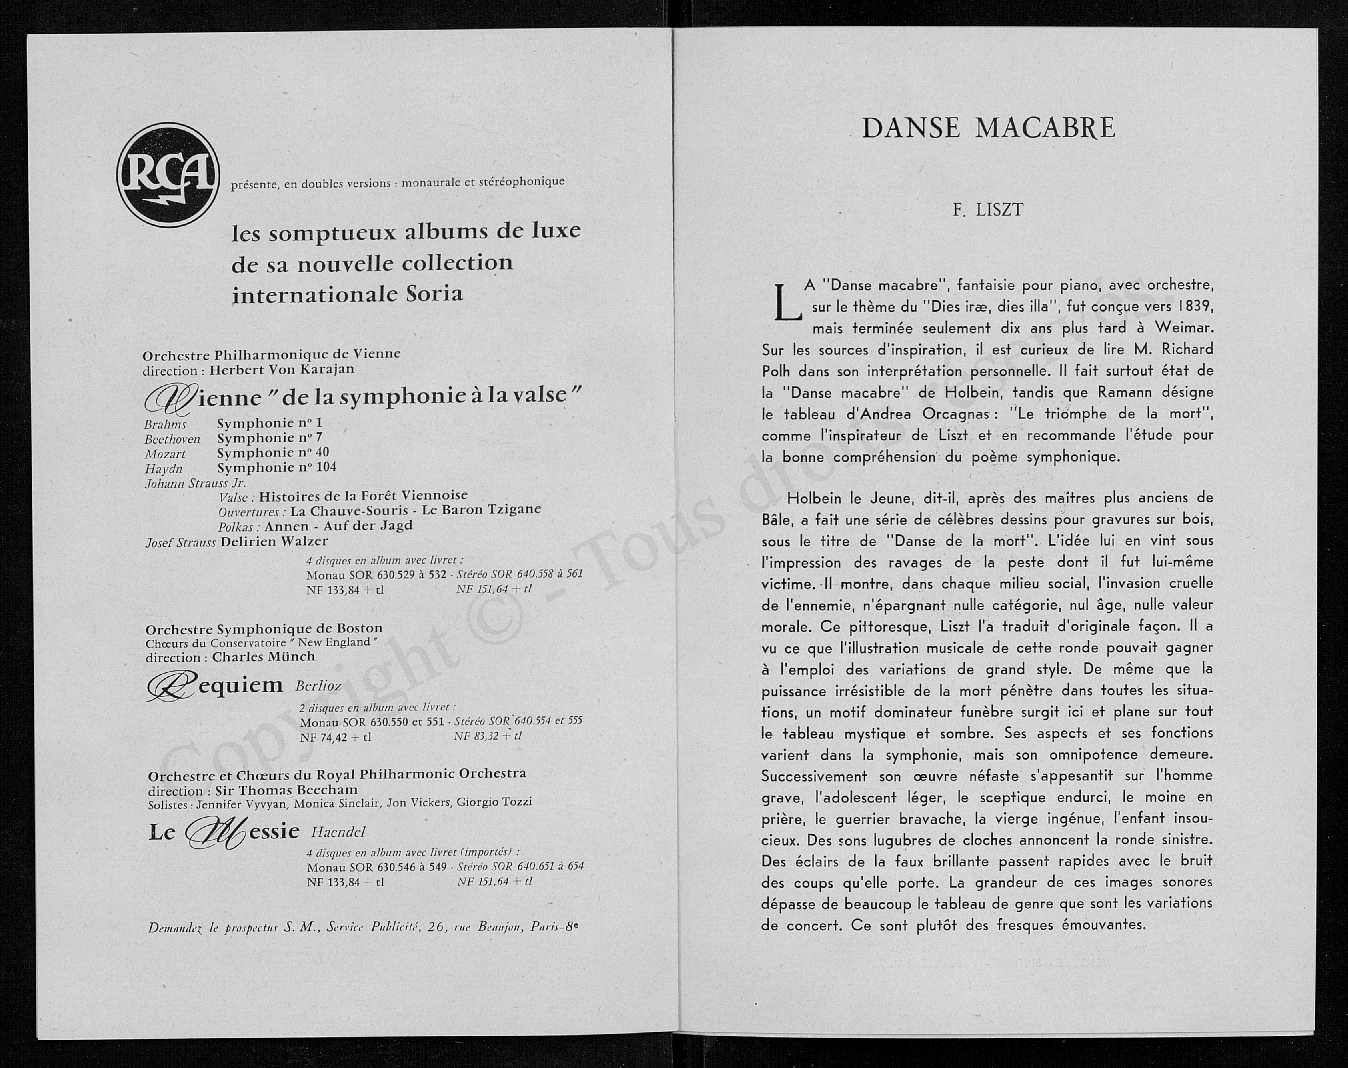 RCA
présente, en doubles versions : monaurale et stéréophonique
les somptueux albums de luxe
de sa nouvelle collection
internationale Soria
Orchestre Philharmonique de Vienne
direction : Herbert Von Karajan
Vienne "de la symphonie à la valse"
Brahms Symphonie n° 1
Beethoven Symphonie n° 7
Mozart Symphonie n° 40
Haydn Symphonie n° 104
Johann Strauss Jr.
Valse : Histoires de la Forêt Viennoise
Ouvertures : La Chauve-Souris - Le Baron Tzigane
Polkas : Annen - Auf der Jagd
Josef Strauss Delirien Walzer
4 disques en album avec livret :
Monau SOR 630.529 à 532 - Stéréo SOR 640.558 à 561
NF 133,84 + tl NF 151,64 + tl
Orchestre Symphonique de Boston
Chœurs du Conservatoire "New England"
direction : Charles Münch
Requiem Berlioz
2 disques en album avec livret :
Monau SOR 630.550 et 551 - Stéréo SOR 640.554 et 555
NF 74,42 + tl NF 83,32 + tl
Orchestre et Chœurs du Royal Philharmonic Orchestra
direction : Sir Thomas Beecham
Solistes : Jennifer Vyvyan, Monica Sinclair, Jon Vickers, Giorgio Tozzi
Le Messie Haendel
4 disques en album avec livret (importés) :
Monau SOR 630.546 à 549 - Stéréo SOR 640.651 à 654
NF 133,84 + tl NF 151,64 + tl
Demandez le prospectus S. M., Service Publicité, 26, rue Beaujon, Paris-8e
DANSE MACABRE
F. LISZT
LA "Danse macabre", fantaisie pour piano, avec orchestre,
sur le thème du "Dies iræ, dies illa", fut conçue vers 1839,
mais terminée seulement dix ans plus tard à Weimar.
Sur les sources d'inspiration, il est curieux de lire M. Richard
Polh dans son interprétation personnelle. Il fait surtout état de
la "Danse macabre" de Holbein, tandis que Ramann désigne
le tableau d'Andrea Orcagnas : "Le triomphe de la mort",
comme l'inspirateur de Liszt et en recommande l'étude pour
la bonne compréhension du poème symphonique.
Holbein le Jeune, dit-il, après des maîtres plus anciens de
Bâle, a fait une série de célèbres dessins pour gravures sur bois,
sous le titre de "Danse de la mort". L'idée lui en vint sous
l'impression des ravages de la peste dont il fut lui-même
victime. Il montre, dans chaque milieu social, l'invasion cruelle
de l'ennemie, n'épargnant nulle catégorie, nul âge, nulle valeur
morale. Ce pittoresque, Liszt l'a traduit d'originale façon. Il a
vu ce que l'illustration musicale de cette ronde pouvait gagner
à l'emploi des variations de grand style. De même que la
puissance irrésistible de la mort pénètre dans toutes les situa-
tions, un motif dominateur funèbre surgit ici et plane sur tout
le tableau mystique et sombre. Ses aspects et ses fonctions
varient dans la symphonie, mais son omnipotence demeure.
Successivement son œuvre néfaste s'appesantit sur l'homme
grave, l'adolescent léger, le sceptique endurci, le moine en
prière, le guerrier bravache, la vierge ingénue, l'enfant insou-
cieux. Des sons lugubres de cloches annoncent la ronde sinistre.
Des éclairs de la faux brillante passent rapides avec le bruit
des coups qu'elle porte. La grandeur de ces images sonores
dépasse de beaucoup le tableau de genre que sont les variations
de concert. Ce sont plutôt des fresques émouvantes.
Copyright © - Tous droits réservés.